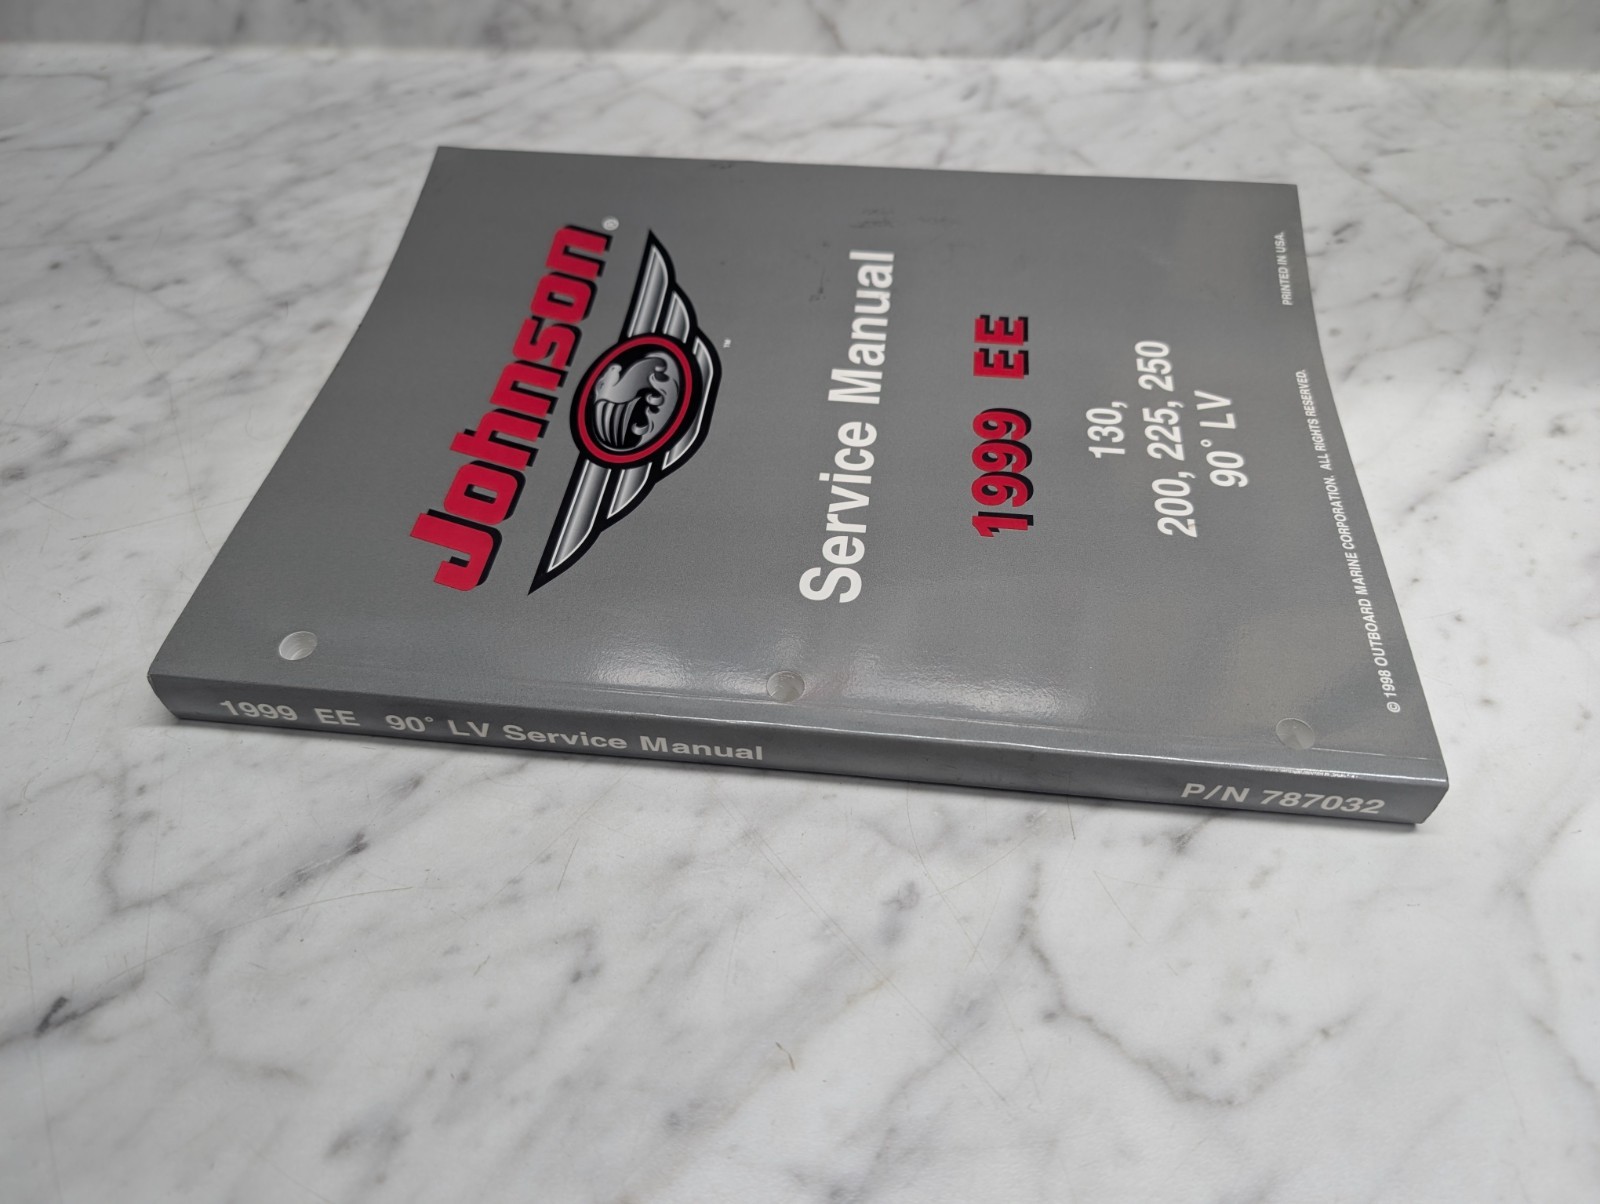 Johnson®
™
Service Manual
1999 EE
130,
200, 225, 250
90° LV
© 1998 OUTBOARD MARINE CORPORATION. ALL RIGHTS RESERVED. PRINTED IN USA.
1999 EE 90° LV Service Manual P/N 787032